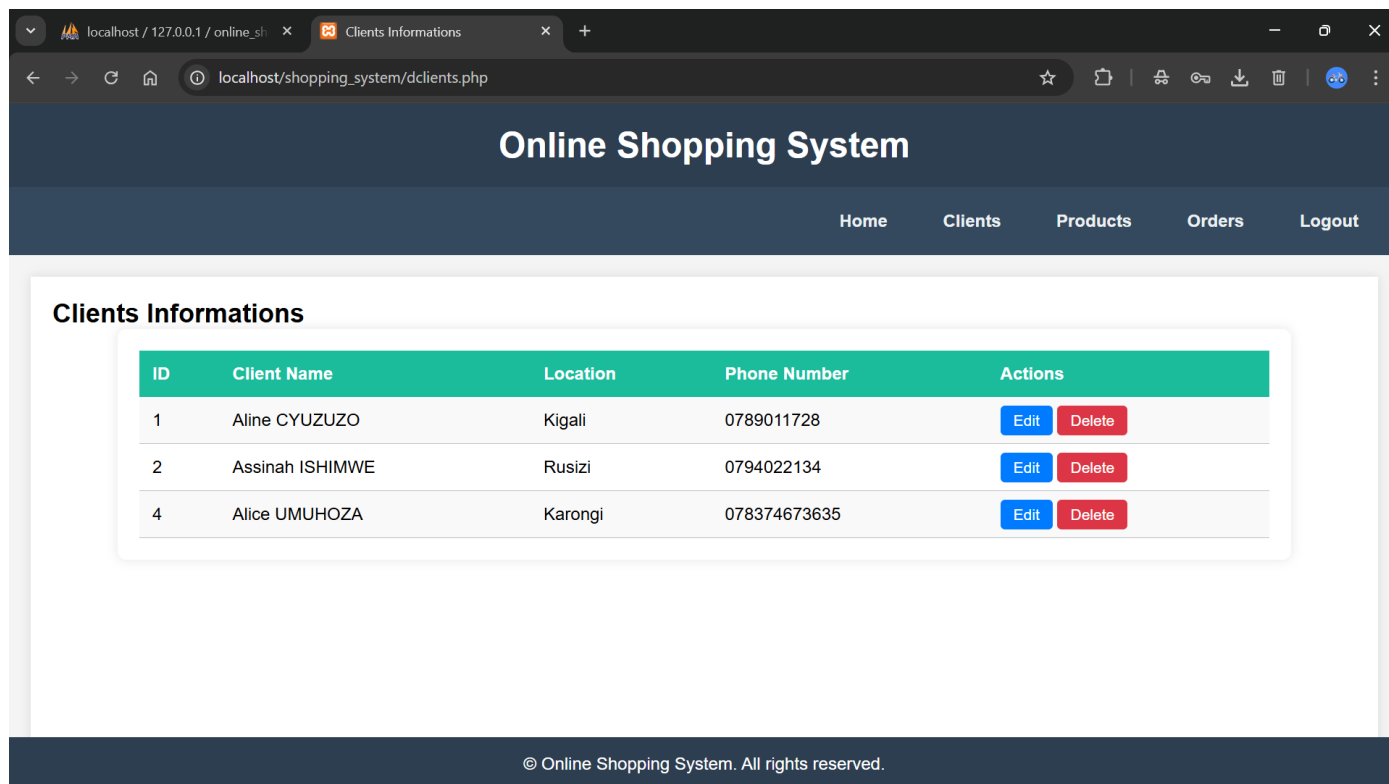 localhost / 127.0.0.1 / online_sh
Clients Informations
localhost/shopping_system/dclients.php
Online Shopping System
Home Clients Products Orders Logout
Clients Informations
ID Client Name Location Phone Number Actions
1 Aline CYUZUZO Kigali 0789011728 Edit Delete
2 Assinah ISHIMWE Rusizi 0794022134 Edit Delete
4 Alice UMUHOZA Karongi 078374673635 Edit Delete
© Online Shopping System. All rights reserved.